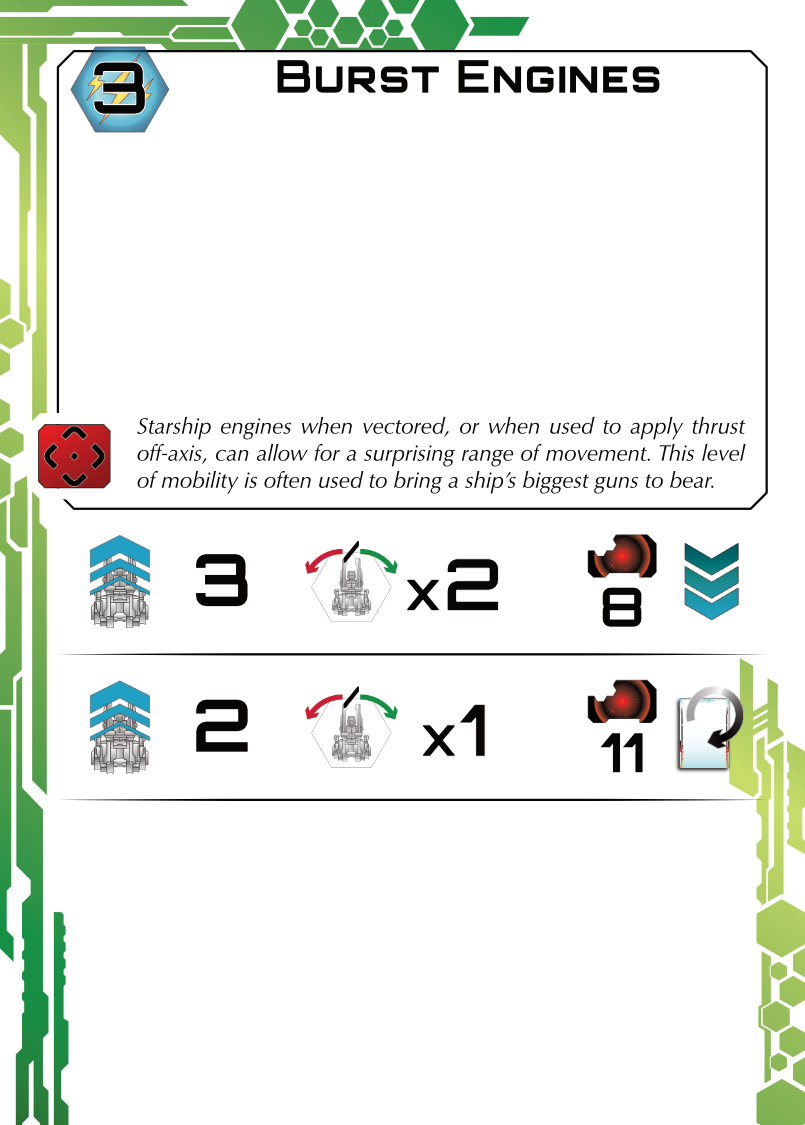 3
BURST ENGINES
Starship engines when vectored, or when used to apply thrust
off-axis, can allow for a surprising range of movement. This level
of mobility is often used to bring a ship's biggest guns to bear.
3 x2 8
2 x1 11